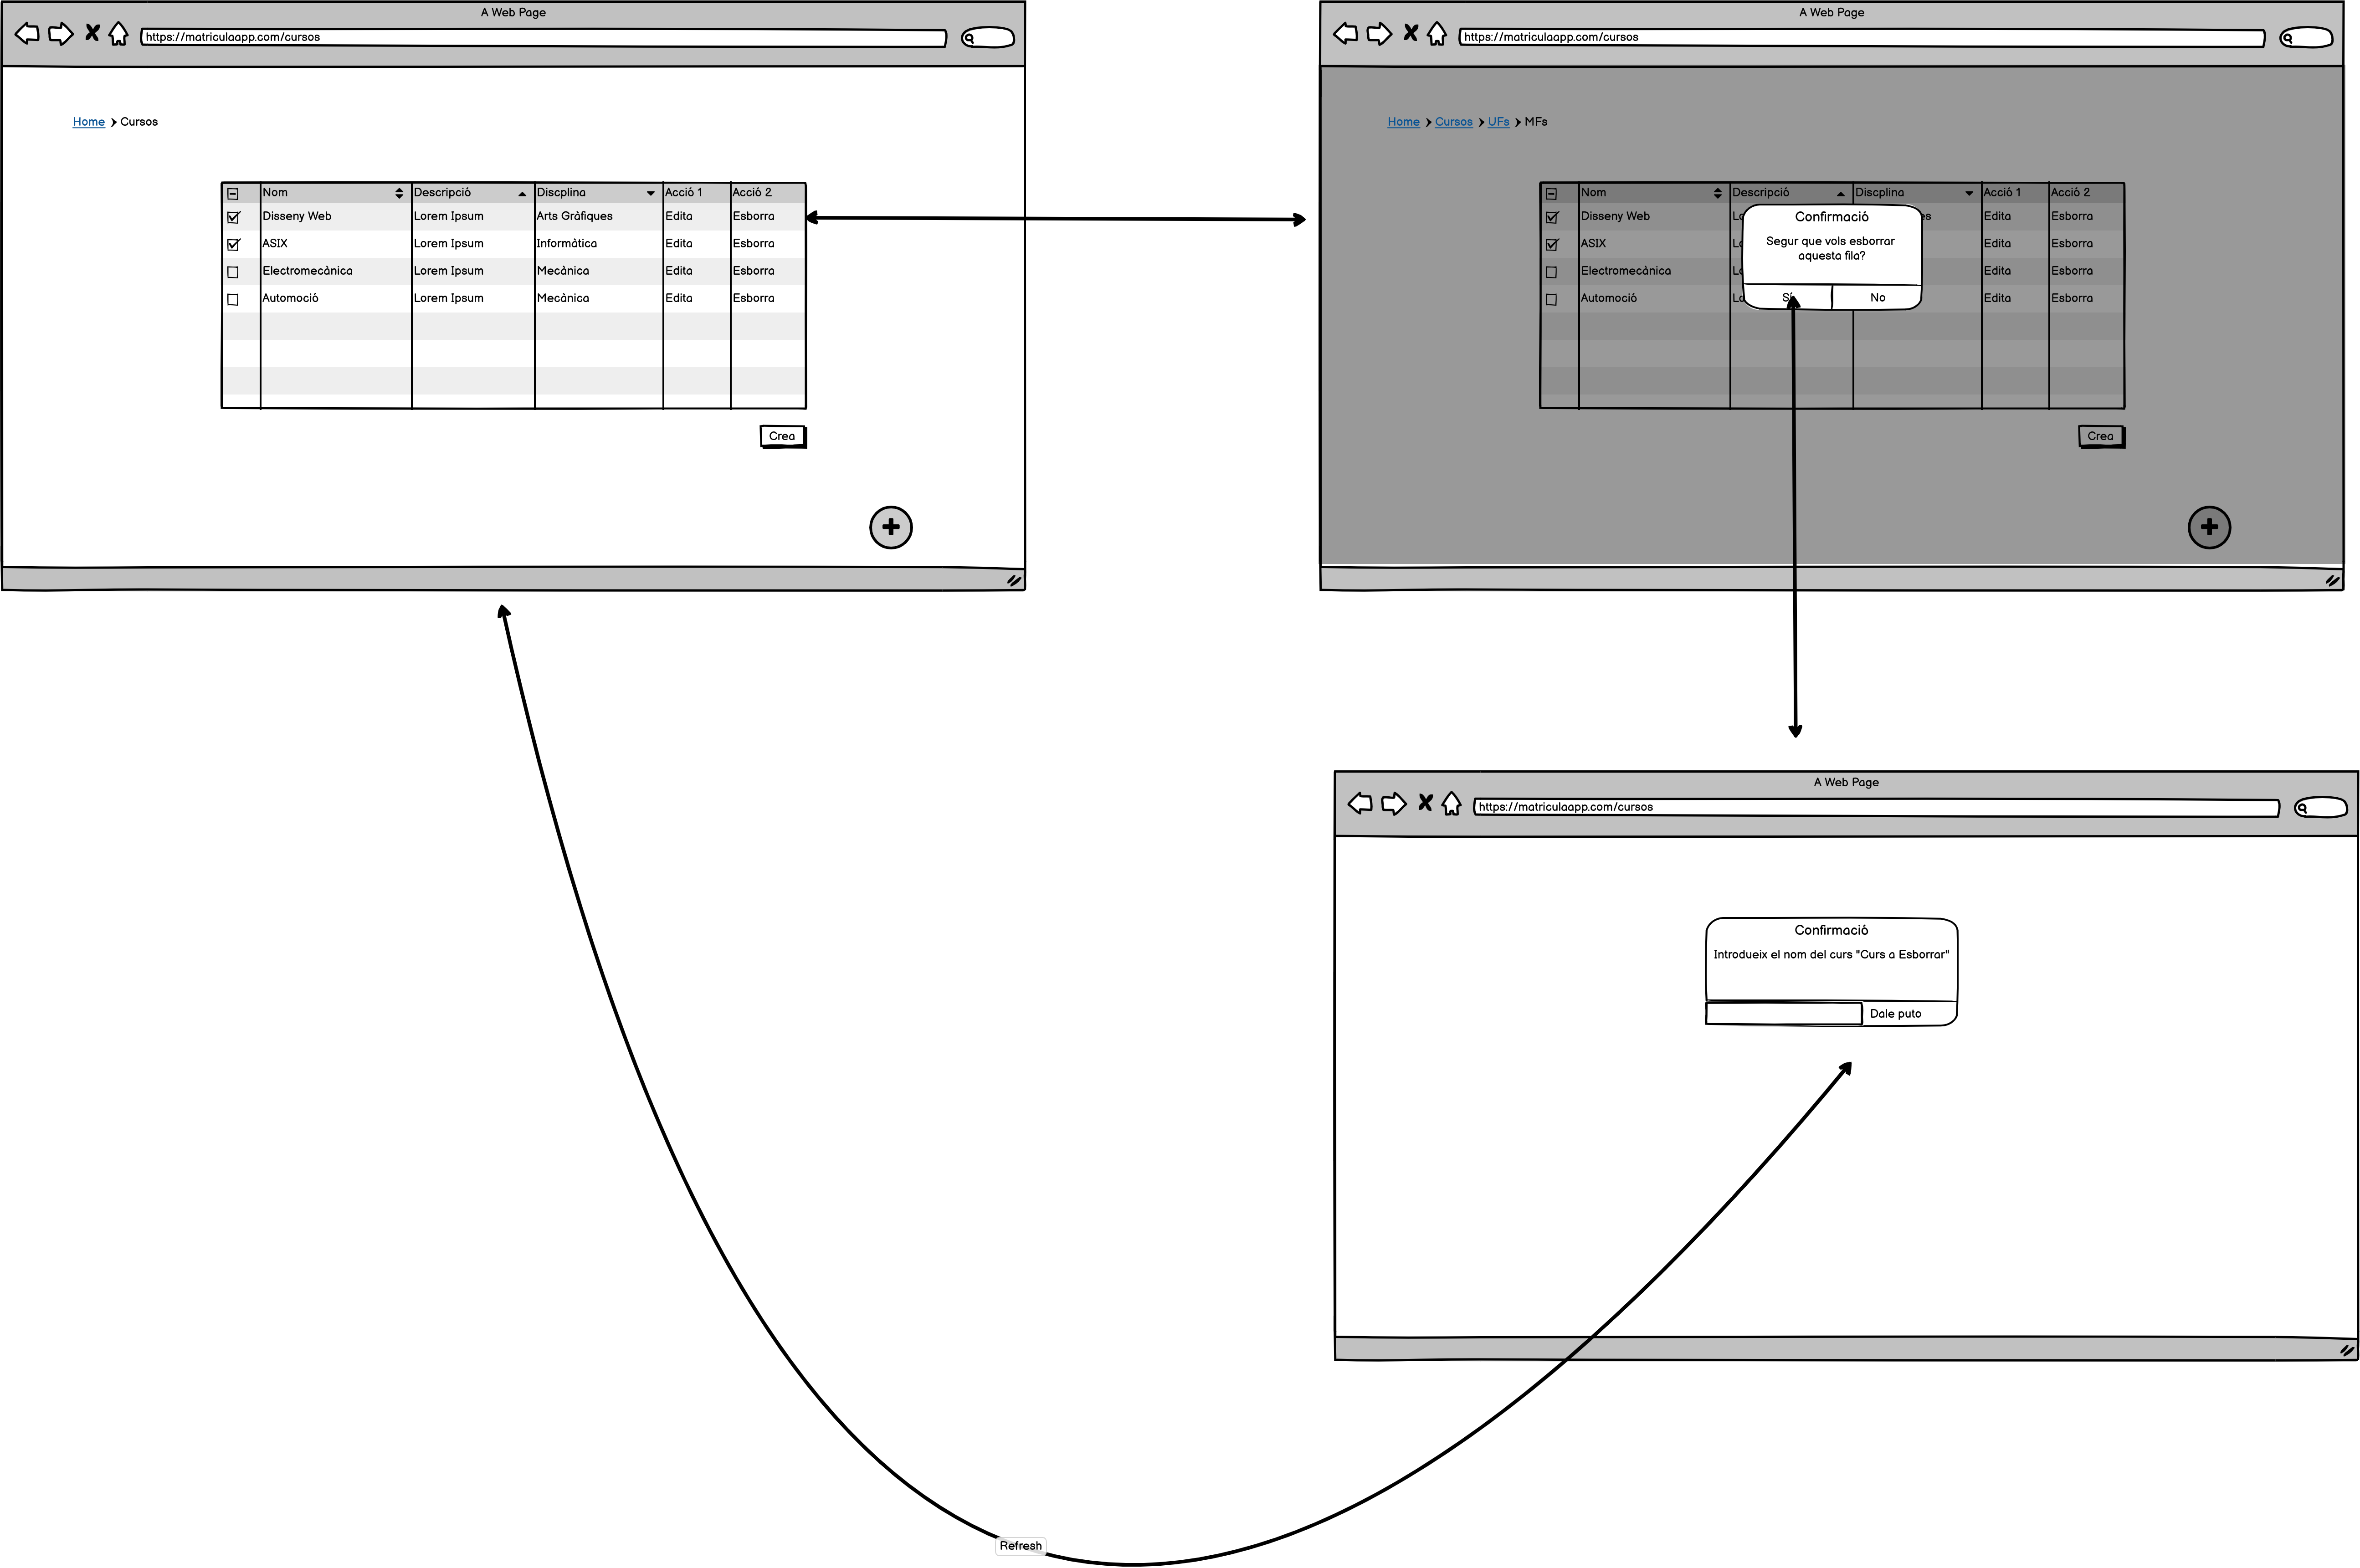 A Web Page
https://matriculaapp.com/cursos
Home Cursos
Nom Descripció Discplina Acció 1 Acció 2
Disseny Web Lorem Ipsum Arts Gràfiques Edita Esborra
ASIX Lorem Ipsum Informàtica Edita Esborra
Electromecànica Lorem Ipsum Mecànica Edita Esborra
Automoció Lorem Ipsum Mecànica Edita Esborra
Crea
A Web Page
https://matriculaapp.com/cursos
Home Cursos UFs MFs
Nom Descripció Discplina Acció 1 Acció 2
Disseny Web Edita Esborra
ASIX Edita Esborra
Electromecànica Edita Esborra
Automoció Edita Esborra
Confirmació
Segur que vols esborrar
aquesta fila?
Sí No
Crea
A Web Page
https://matriculaapp.com/cursos
Confirmació
Introdueix el nom del curs "Curs a Esborrar"
Dale puto
Refresh